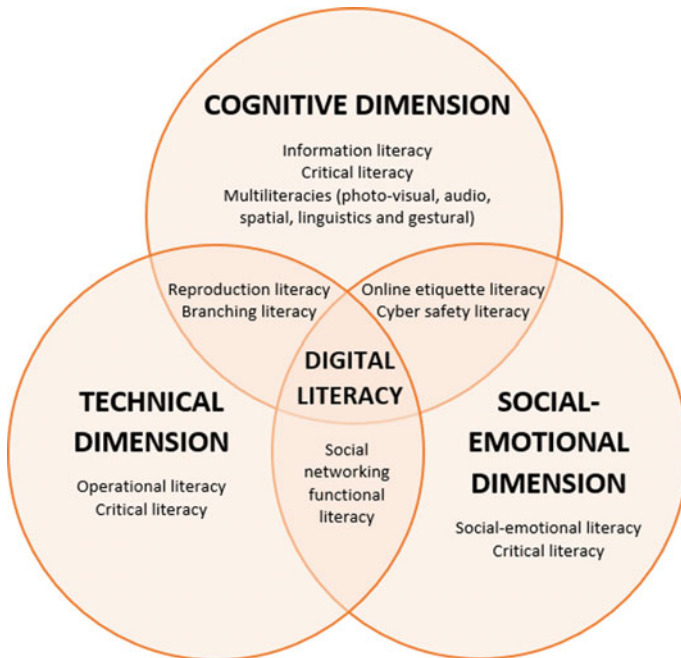 COGNITIVE DIMENSION
Information literacy
Critical literacy
Multiliteracies (photo-visual, audio,
spatial, linguistics and gestural)
Reproduction literacy
Branching literacy
Online etiquette literacy
Cyber safety literacy
DIGITAL
LITERACY
TECHNICAL
DIMENSION
Operational literacy
Critical literacy
Social
networking
functional
literacy
SOCIAL-
EMOTIONAL
DIMENSION
Social-emotional literacy
Critical literacy